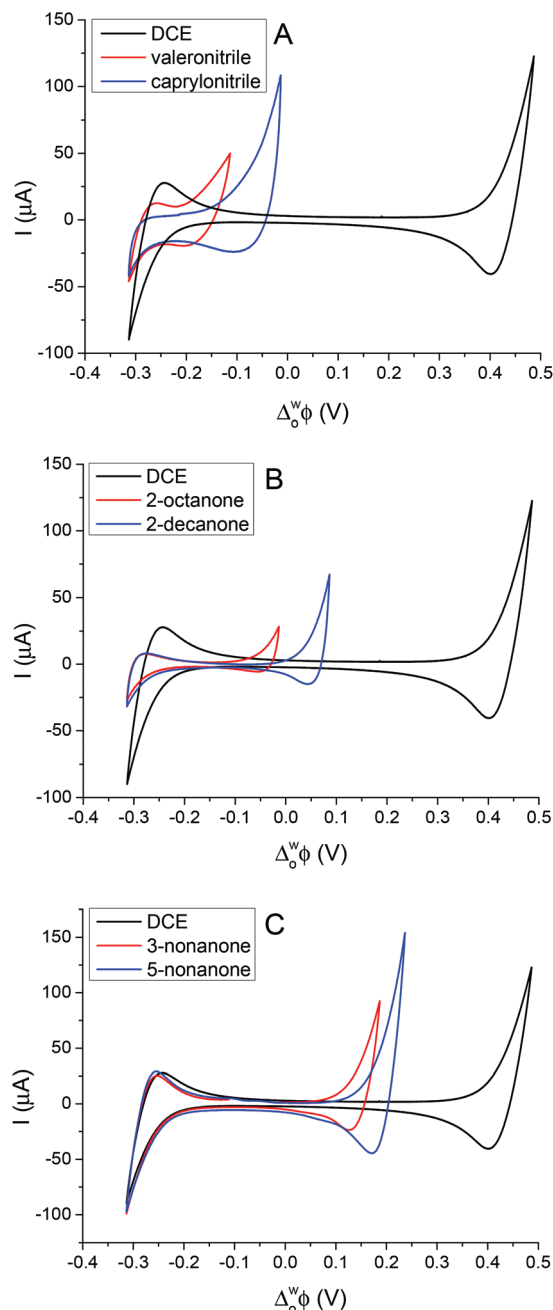 A
DCE
valeronitrile
caprylonitrile
I (μA)
150
100
50
0
-50
-100
-0.4 -0.3 -0.2 -0.1 0.0 0.1 0.2 0.3 0.4 0.5
Δ_o^w ϕ (V)
B
DCE
2-octanone
2-decanone
I (μA)
150
100
50
0
-50
-100
-0.4 -0.3 -0.2 -0.1 0.0 0.1 0.2 0.3 0.4 0.5
Δ_o^w ϕ (V)
C
DCE
3-nonanone
5-nonanone
I (μA)
150
100
50
0
-50
-100
-0.4 -0.3 -0.2 -0.1 0.0 0.1 0.2 0.3 0.4 0.5
Δ_o^w ϕ (V)